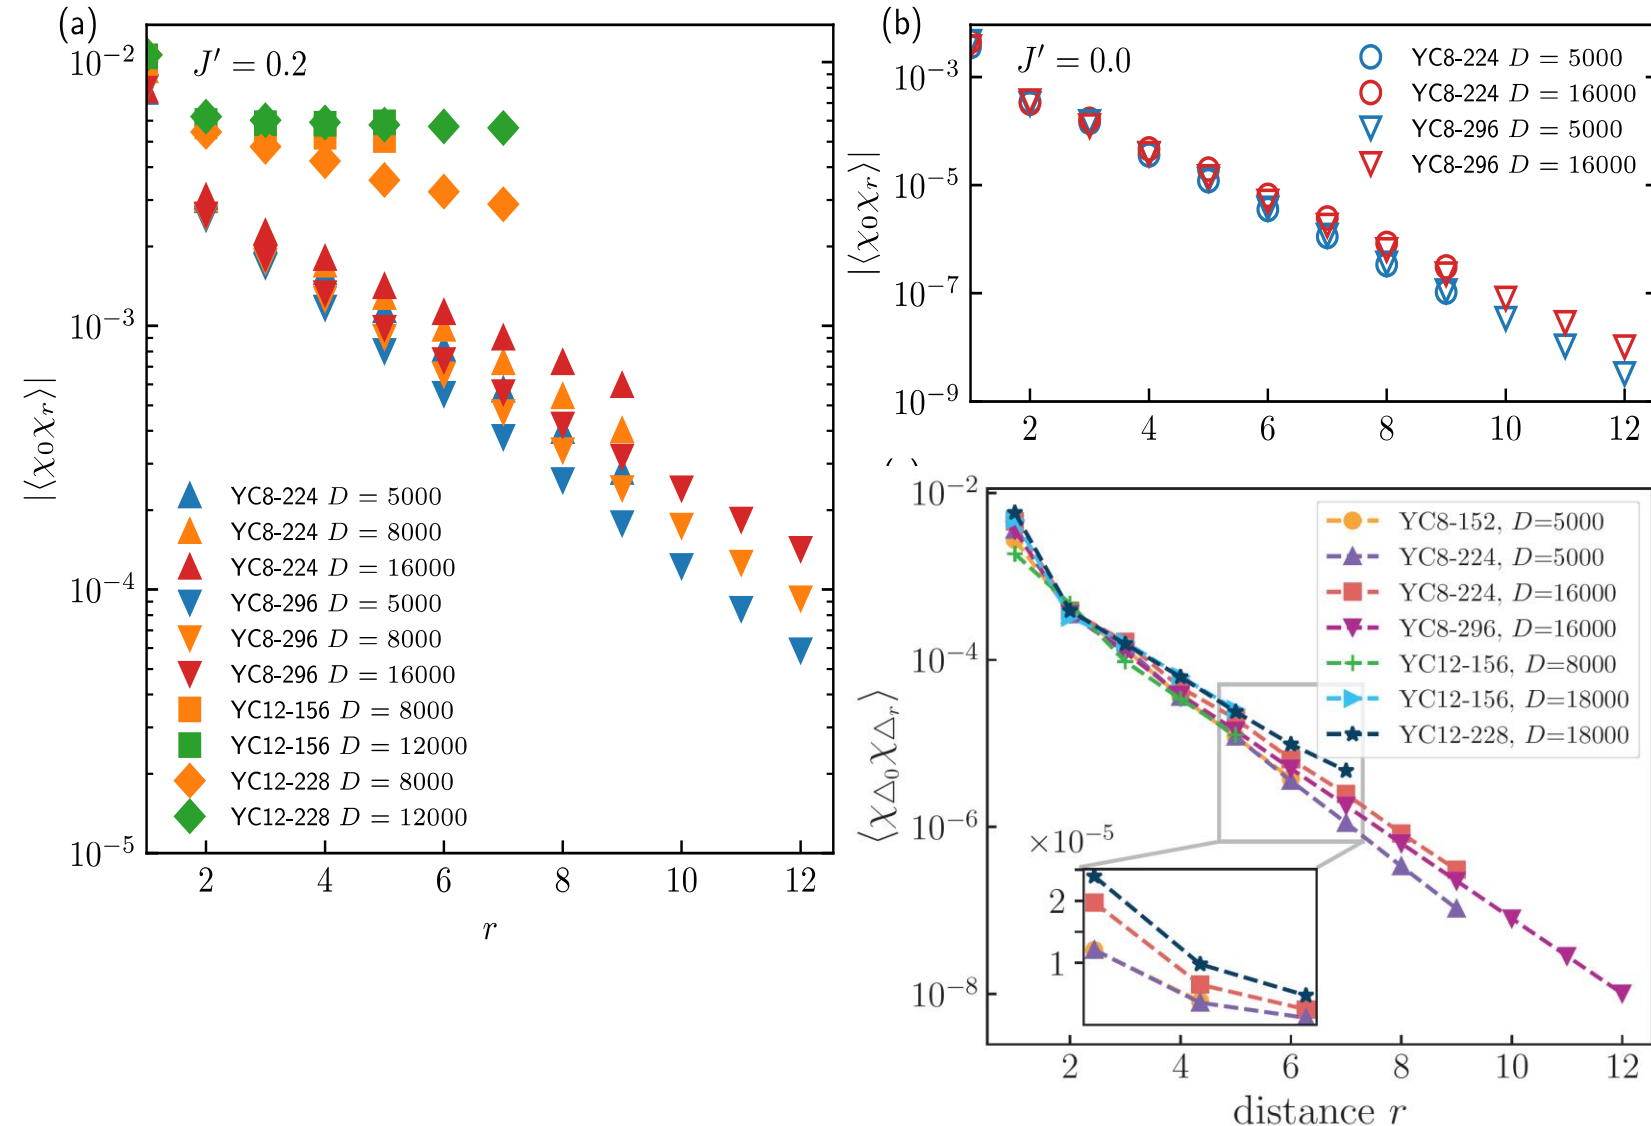 (a)
J′ = 0.2
10⁻²
10⁻³
10⁻⁴
10⁻⁵
|⟨χ₀χᵣ⟩|
YC8-224 D = 5000
YC8-224 D = 8000
YC8-224 D = 16000
YC8-296 D = 5000
YC8-296 D = 8000
YC8-296 D = 16000
YC12-156 D = 8000
YC12-156 D = 12000
YC12-228 D = 8000
YC12-228 D = 12000
2 4 6 8 10 12
r
(b)
J′ = 0.0
10⁻³
10⁻⁵
10⁻⁷
10⁻⁹
|⟨χ₀χᵣ⟩|
YC8-224 D = 5000
YC8-224 D = 16000
YC8-296 D = 5000
YC8-296 D = 16000
2 4 6 8 10 12
10⁻²
10⁻⁴
10⁻⁶
10⁻⁸
⟨χ△₀χ△ᵣ⟩
YC8-152, D=5000
YC8-224, D=5000
YC8-224, D=16000
YC8-296, D=16000
YC12-156, D=8000
YC12-156, D=18000
YC12-228, D=18000
×10⁻⁵
2
1
2 4 6 8 10 12
distance r